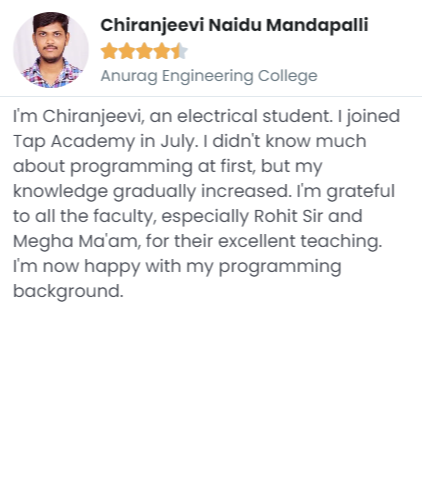 Chiranjeevi Naidu Mandapalli
Anurag Engineering College
I'm Chiranjeevi, an electrical student. I joined
Tap Academy in July. I didn't know much
about programming at first, but my
knowledge gradually increased. I'm grateful
to all the faculty, especially Rohit Sir and
Megha Ma'am, for their excellent teaching.
I'm now happy with my programming
background.